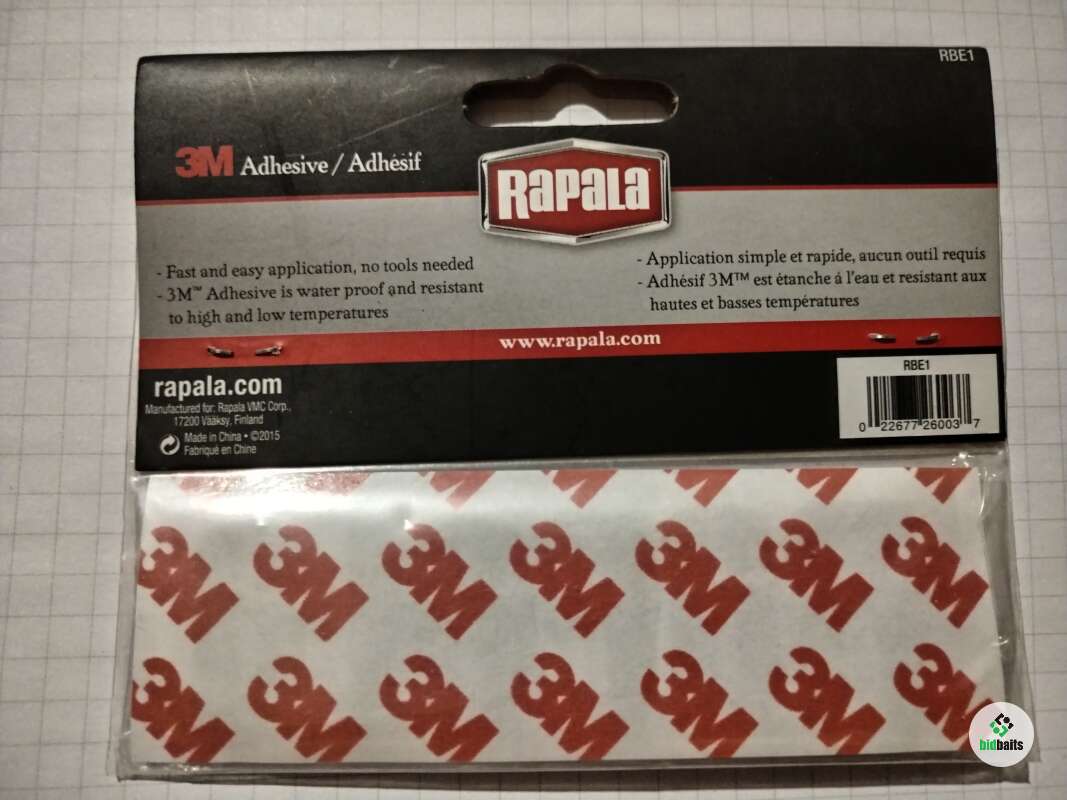 RBE1
3M Adhesive / Adhésif
RAPALA
- Fast and easy application, no tools needed
- 3M™ Adhesive is water proof and resistant
to high and low temperatures
- Application simple et rapide, aucun outil requis
- Adhésif 3M™ est étanche á l'eau et resistant aux
hautes et basses températures
www.rapala.com
rapala.com
Manufactured for: Rapala VMC Corp.,
17200 Vääksy, Finland
Made in China • ©2015
Fabriqué en Chine
RBE1
0 22677 26003 7
3M 3M 3M 3M 3M 3M 3M
3M 3M 3M 3M 3M 3M 3M
bidbaits